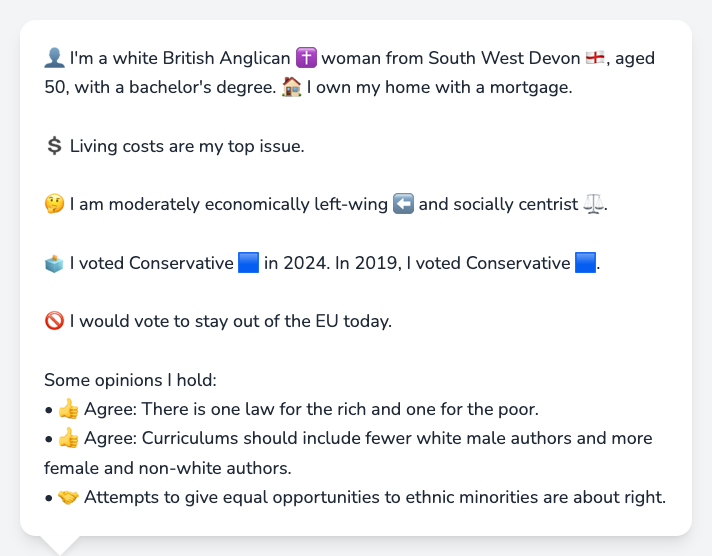 👤 I'm a white British Anglican ✝️ woman from South West Devon 🏴󠁧󠁢󠁥󠁮󠁧󠁿, aged
50, with a bachelor's degree. 🏠 I own my home with a mortgage.
💲 Living costs are my top issue.
🤔 I am moderately economically left-wing ⬅️ and socially centrist ⚖️.
🗳️ I voted Conservative 🟦 in 2024. In 2019, I voted Conservative 🟦.
🚫 I would vote to stay out of the EU today.
Some opinions I hold:
• 👍 Agree: There is one law for the rich and one for the poor.
• 👍 Agree: Curriculums should include fewer white male authors and more
female and non-white authors.
• 🤝 Attempts to give equal opportunities to ethnic minorities are about right.